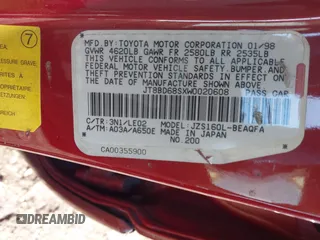 7
PRESSURE
GRAVE.
MFD. BY TOYOTA MOTOR CORPORATION 01/98
GVWR 4620LB GAWR FR 2580LB RR 2535LB
THIS VEHICLE CONFORMS TO ALL APPLICABLE
FEDERAL MOTOR VEHICLE SAFETY, BUMPER, AND
THEFT PREVENTION STANDARDS IN EFFECT ON
THE DATE OF MANUFACTURE SHOWN ABOVE.
JT8BD68SXW0020608 PASS CAR
C/TR: 3N1/LE02 MODEL: JZS160L-BEAQFA
A/TM: A03A/A650E MADE IN JAPAN
NO.200
CA00355900